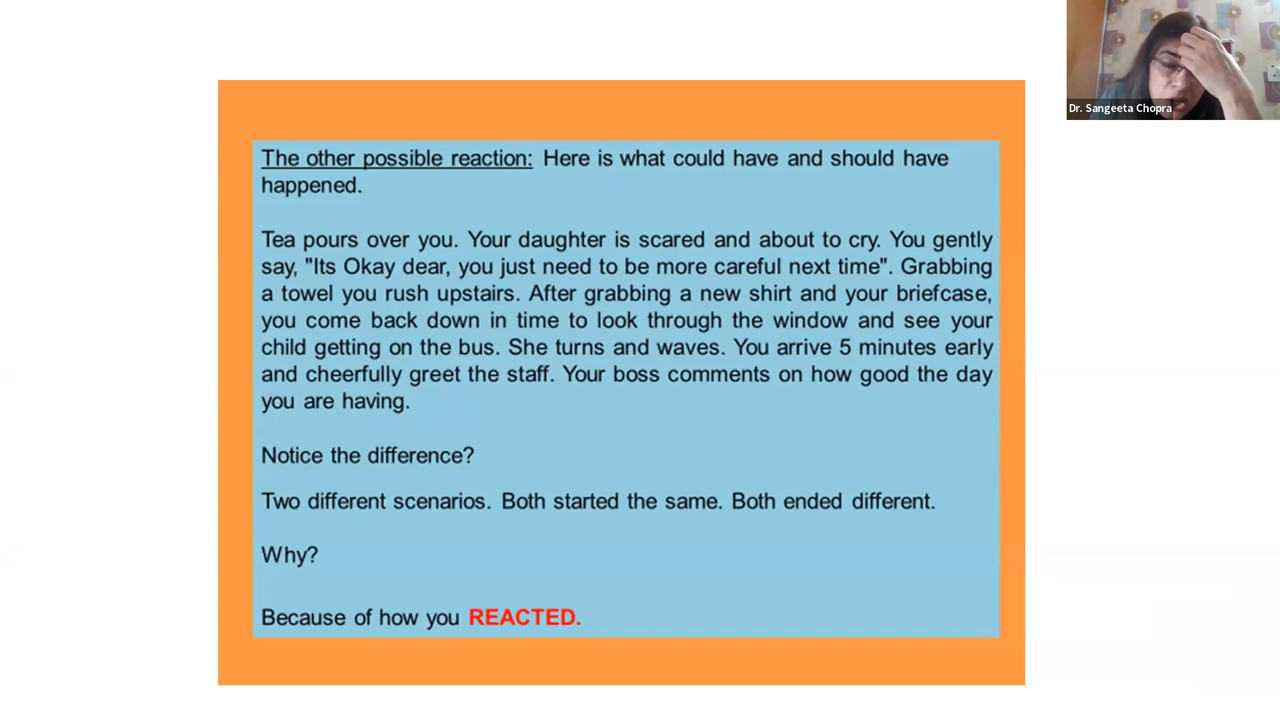 The other possible reaction: Here is what could have and should have
happened.
Tea pours over you. Your daughter is scared and about to cry. You gently
say, "Its Okay dear, you just need to be more careful next time". Grabbing
a towel you rush upstairs. After grabbing a new shirt and your briefcase,
you come back down in time to look through the window and see your
child getting on the bus. She turns and waves. You arrive 5 minutes early
and cheerfully greet the staff. Your boss comments on how good the day
you are having.
Notice the difference?
Two different scenarios. Both started the same. Both ended different.
Why?
Because of how you REACTED.
Dr. Sangeeta Chopra